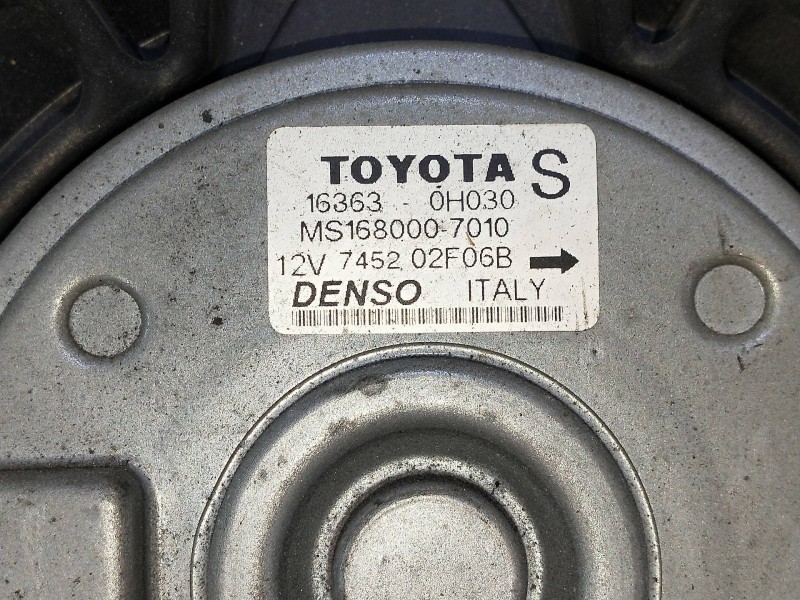 TOYOTA S
16363 - 0H030
MS168000-7010
12V 7452 02F06B
DENSO ITALY